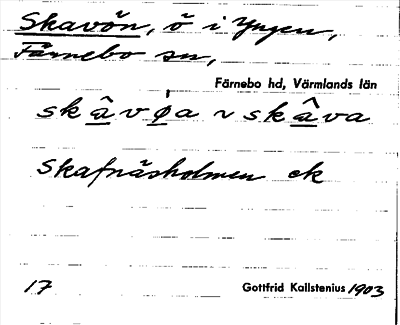 Skavön, ö i Yngen,
Färnebo sn,
Färnebo hd, Värmlands län
skâvøa ~ skâva
Skafnäsholmen ek
17 Gottfrid Kallstenius 1903